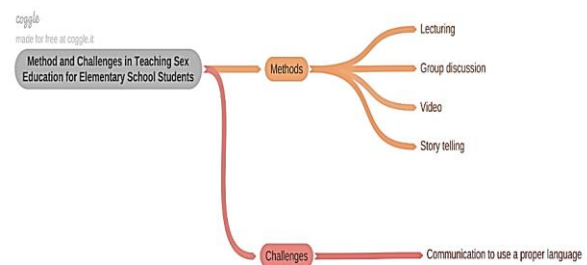 coggle
made for free at coggle.it
Method and Challenges in Teaching Sex
Education for Elementary School Students
Methods
Lecturing
Group discussion
Video
Story telling
Challenges
Communication to use a proper language